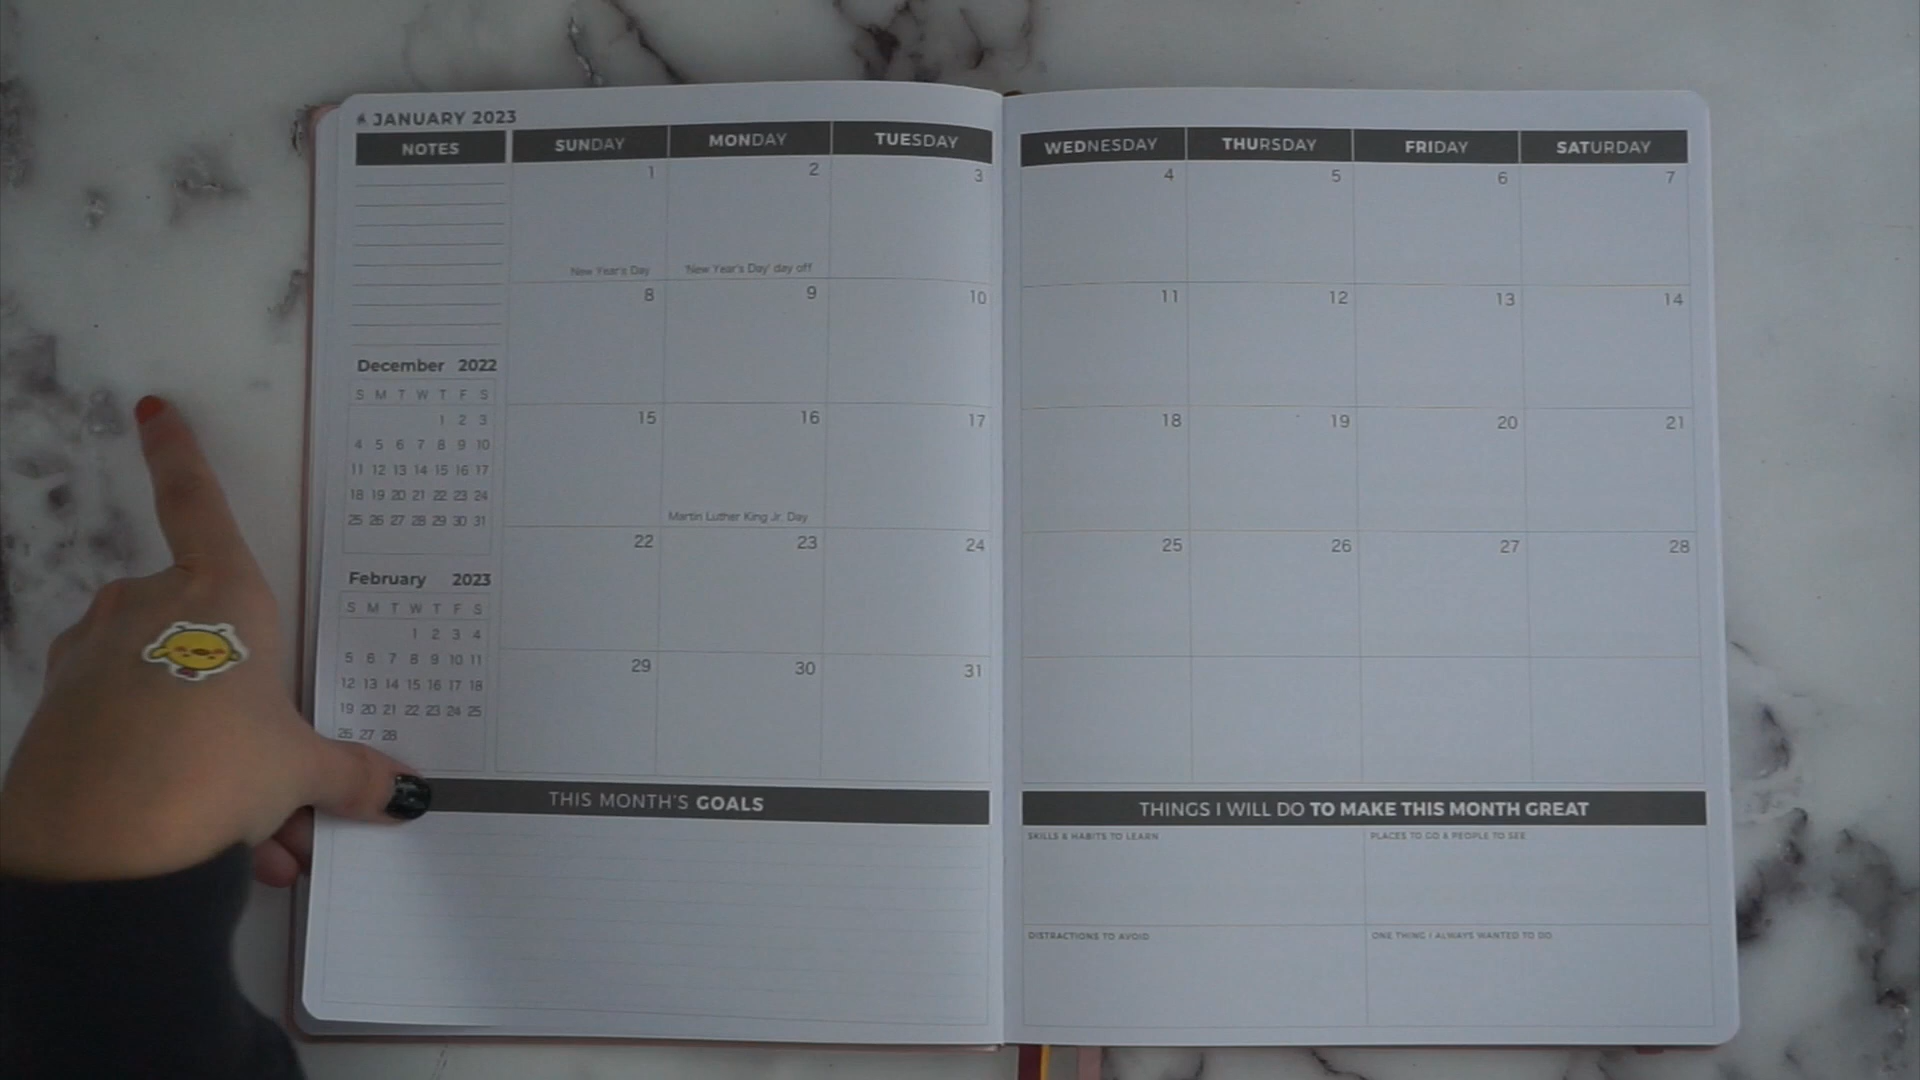 JANUARY 2023
NOTES
SUNDAY MONDAY TUESDAY WEDNESDAY THURSDAY FRIDAY SATURDAY
1 2 3 4 5 6 7
New Year's Day 'New Year's Day' day off
8 9 10 11 12 13 14
15 16 17 18 19 20 21
Martin Luther King Jr. Day
22 23 24 25 26 27 28
29 30 31
December 2022
S M T W T F S
1 2 3
4 5 6 7 8 9 10
11 12 13 14 15 16 17
18 19 20 21 22 23 24
25 26 27 28 29 30 31
February 2023
S M T W T F S
1 2 3 4
5 6 7 8 9 10 11
12 13 14 15 16 17 18
19 20 21 22 23 24 25
26 27 28
THIS MONTH'S GOALS
THINGS I WILL DO TO MAKE THIS MONTH GREAT
SKILLS & HABITS TO LEARN
PLACES TO GO & PEOPLE TO SEE
DISTRACTIONS TO AVOID
ONE THING I ALWAYS WANTED TO DO